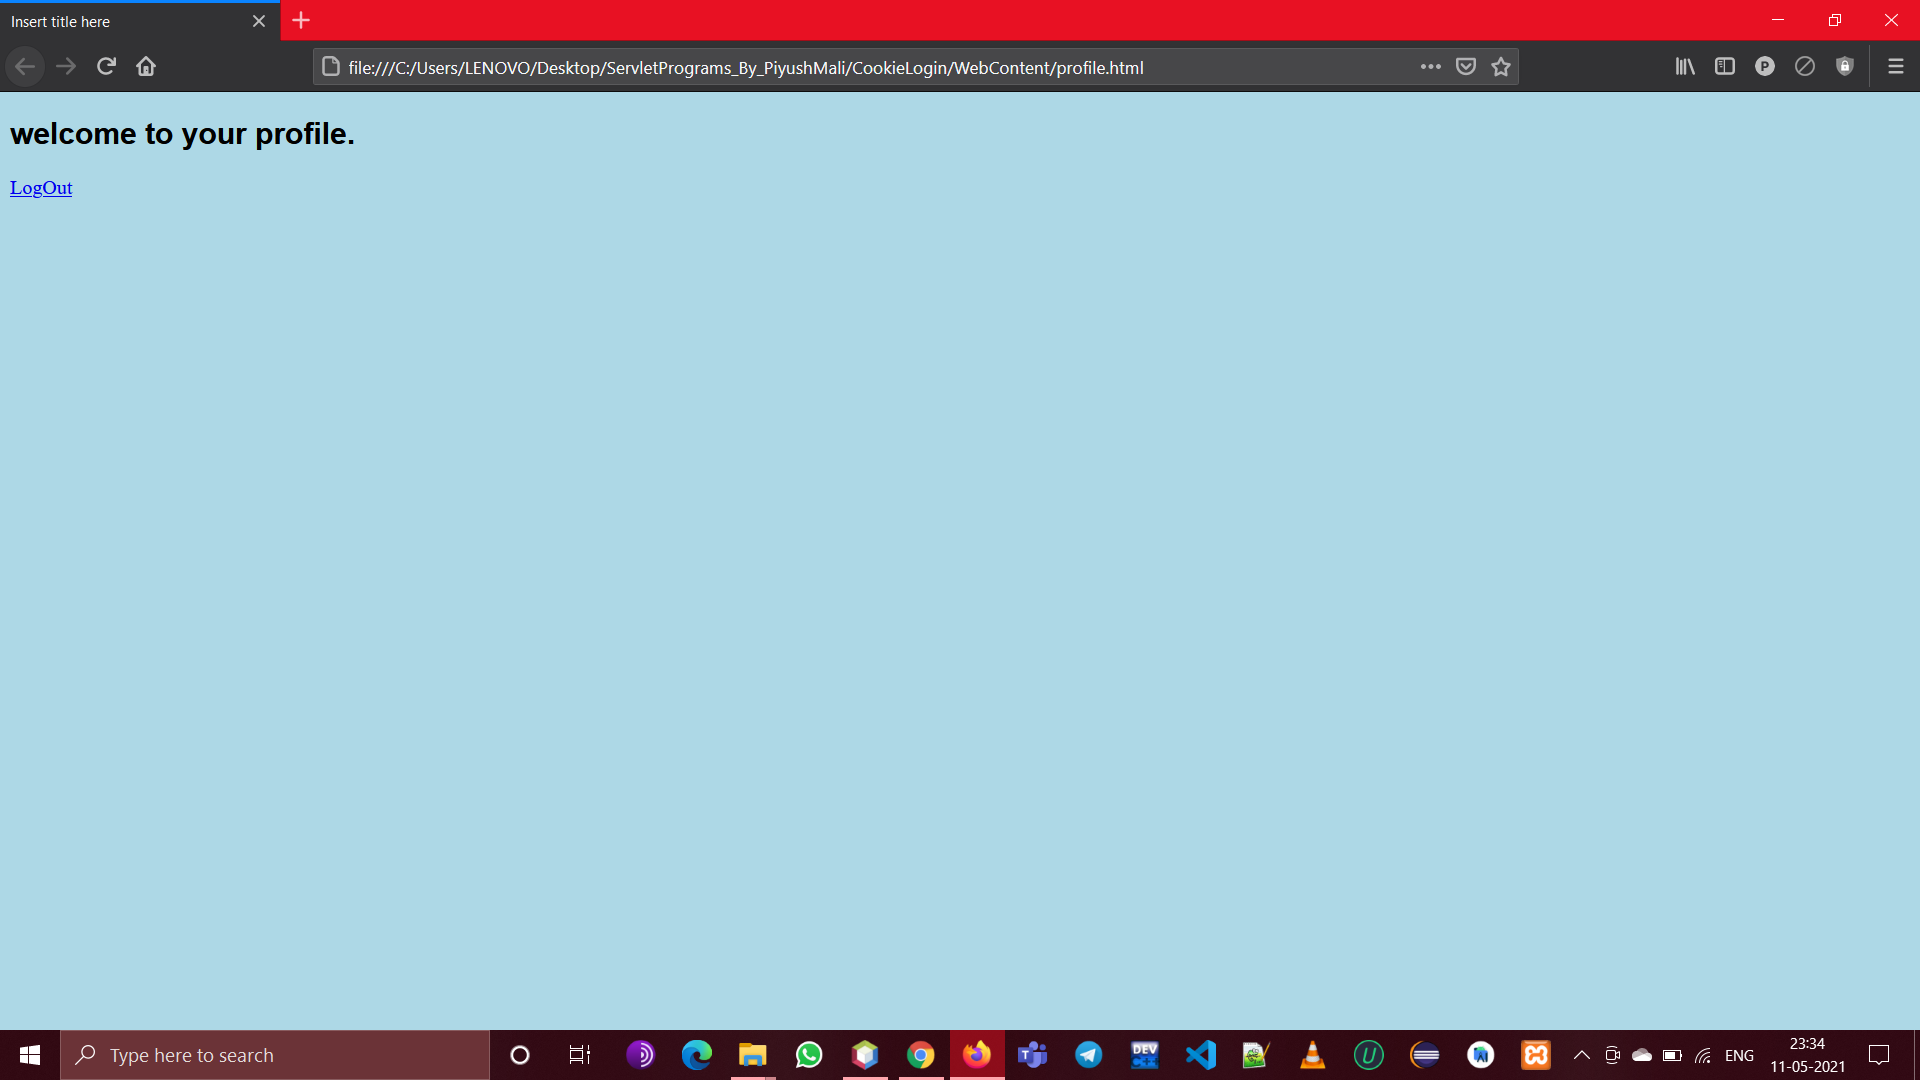 Insert title here
file:///C:/Users/LENOVO/Desktop/ServletPrograms_By_PiyushMali/CookieLogin/WebContent/profile.html
P
welcome to your profile.
LogOut
Type here to search
T
DEV
U
ENG
23:34
11-05-2021